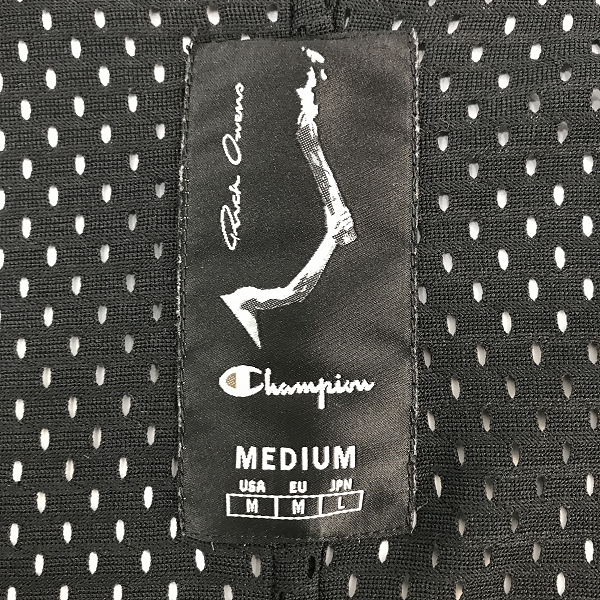 Rick Owens
Champion
MEDIUM
USA EU JPN
M M L